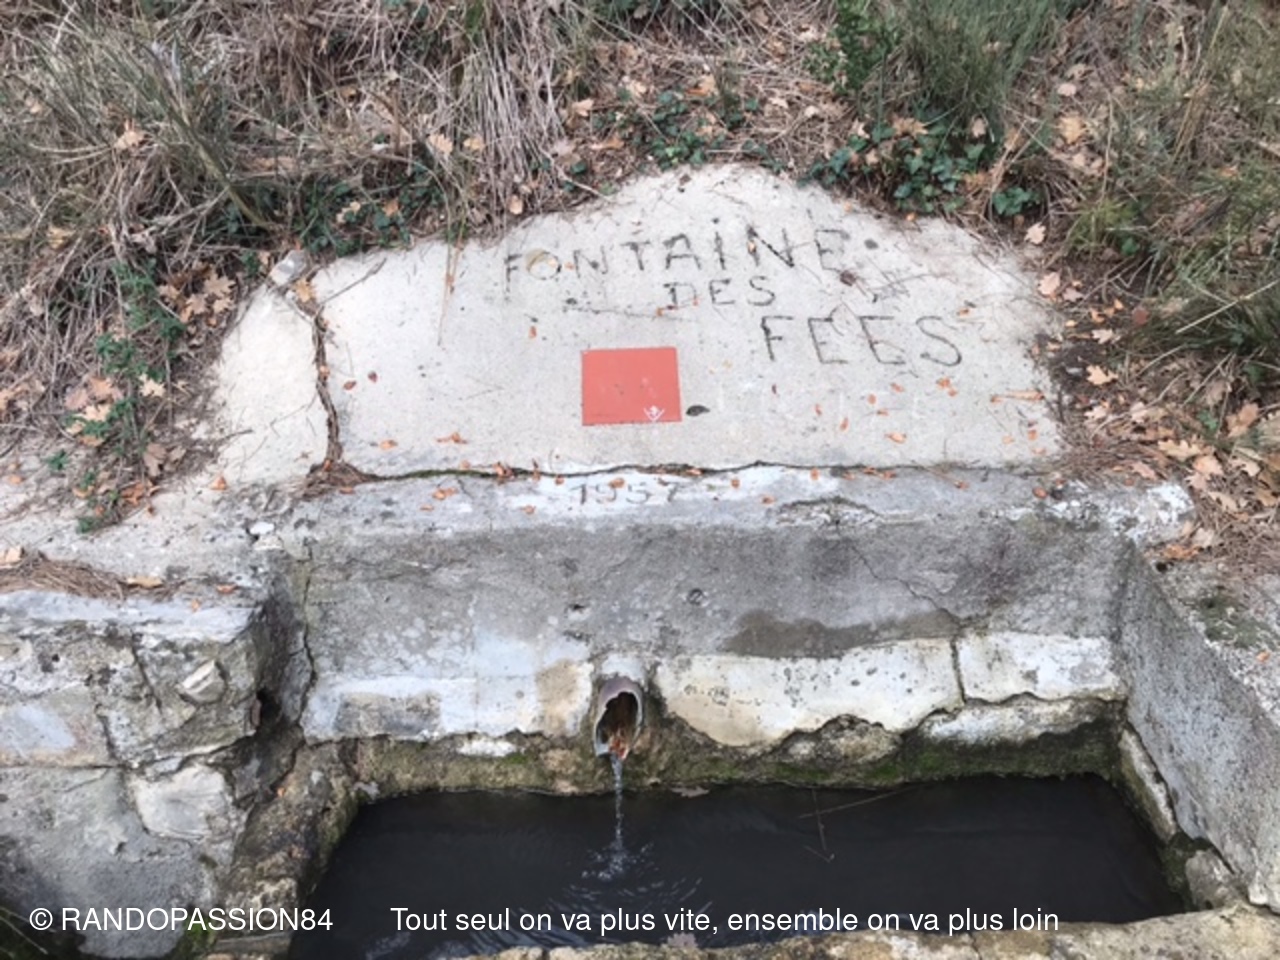 FONTAINE
DES
FEES
1957
© RANDOPASSION84 Tout seul on va plus vite, ensemble on va plus loin